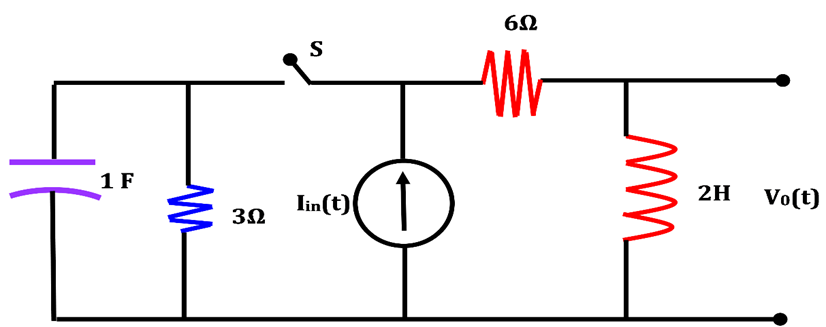 6Ω
S
1 F
3Ω
Iin(t)
2H
V0(t)